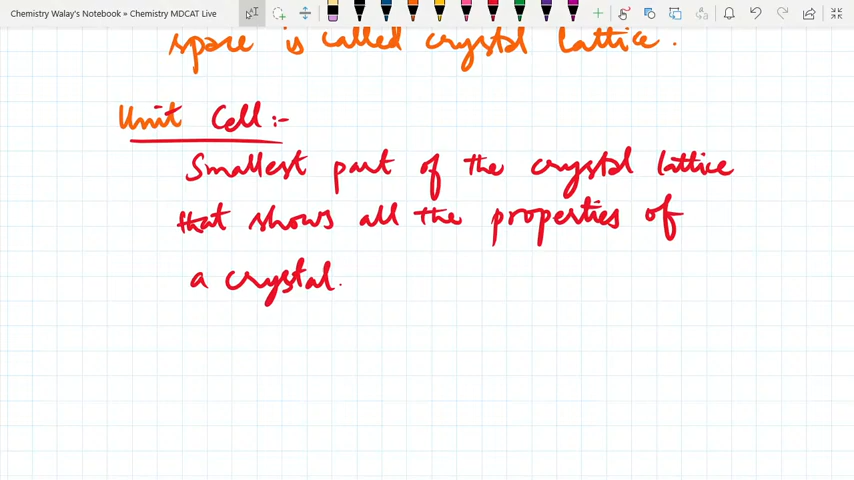 Chemistry Walay's Notebook » Chemistry MDCAT Live
space is called crystal lattice.
Unit Cell :-
Smallest part of the crystal lattice
that shows all the properties of
a crystal.